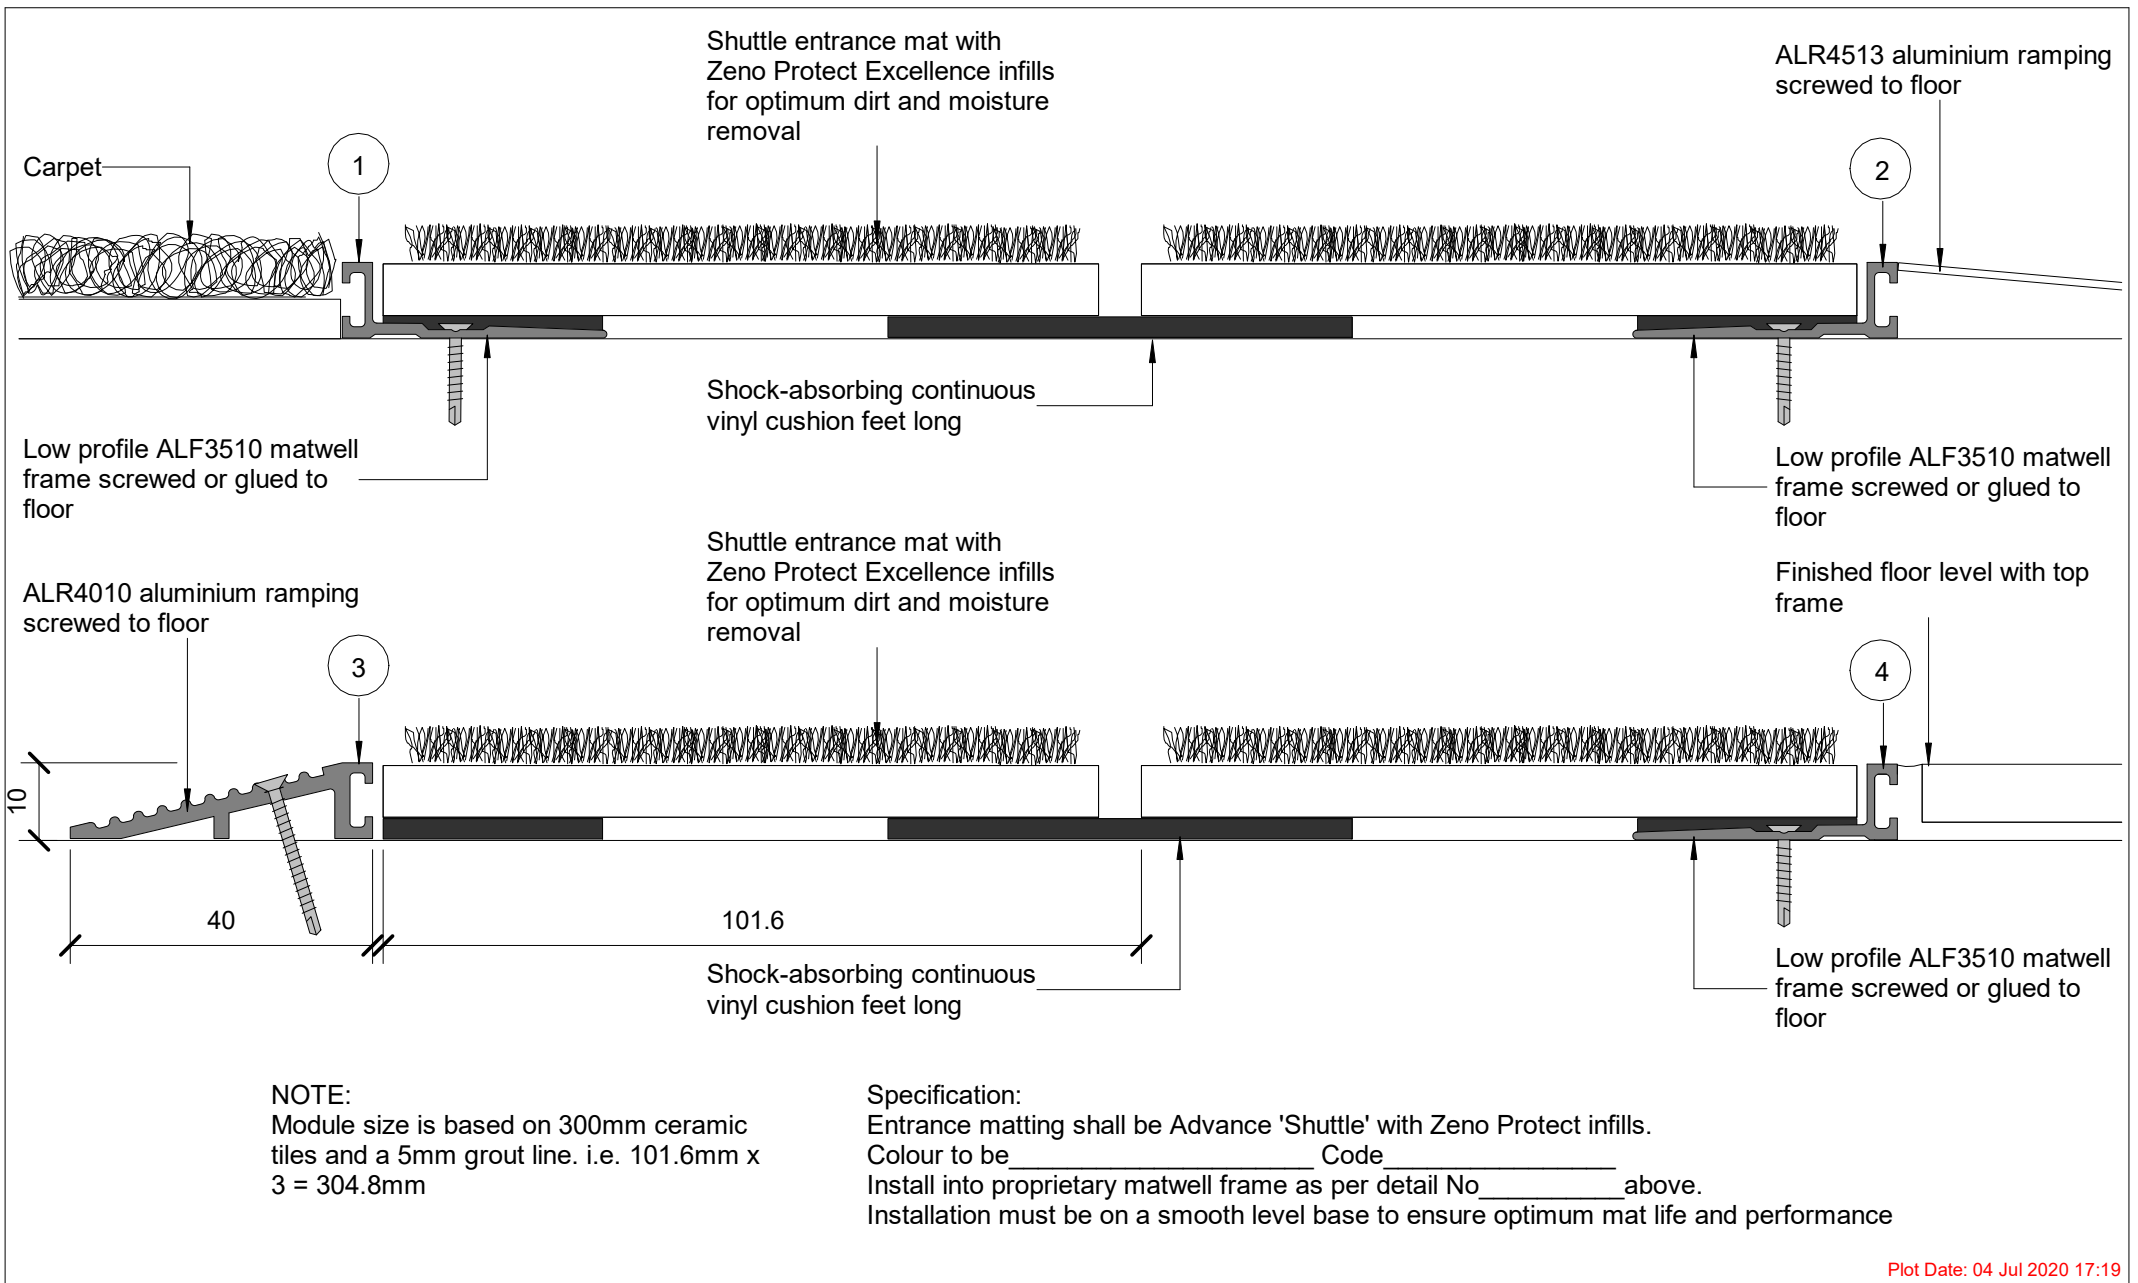 Shuttle entrance mat with
Zeno Protect Excellence infills
for optimum dirt and moisture
removal
ALR4513 aluminium ramping
screwed to floor
Carpet
1
2
Shock-absorbing continuous
vinyl cushion feet long
Low profile ALF3510 matwell
frame screwed or glued to
floor
Low profile ALF3510 matwell
frame screwed or glued to
floor
Shuttle entrance mat with
Zeno Protect Excellence infills
for optimum dirt and moisture
removal
Finished floor level with top
frame
ALR4010 aluminium ramping
screwed to floor
3
4
10
40
101.6
Shock-absorbing continuous
vinyl cushion feet long
Low profile ALF3510 matwell
frame screwed or glued to
floor
NOTE:
Module size is based on 300mm ceramic
tiles and a 5mm grout line. i.e. 101.6mm x
3 = 304.8mm
Specification:
Entrance matting shall be Advance 'Shuttle' with Zeno Protect infills.
Colour to be_____________________ Code________________
Install into proprietary matwell frame as per detail No__________above.
Installation must be on a smooth level base to ensure optimum mat life and performance
Plot Date: 04 Jul 2020 17:19